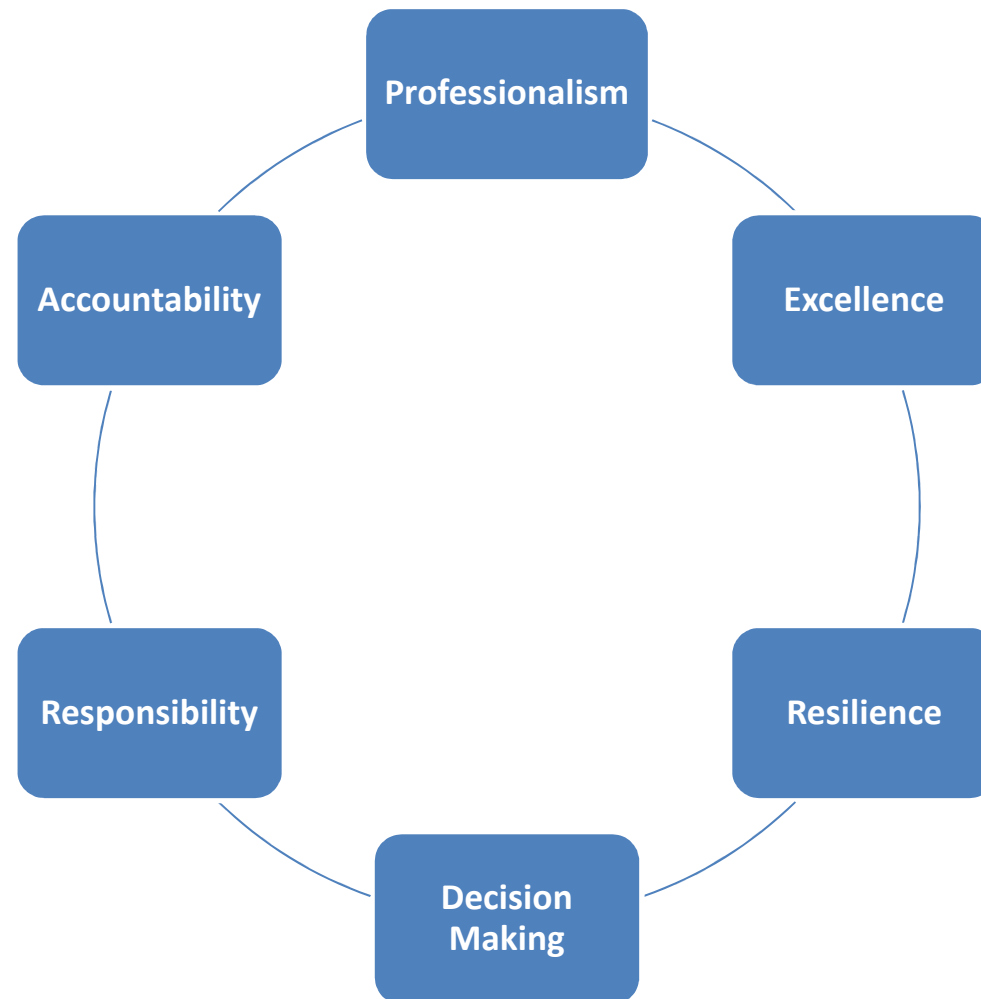 Professionalism
Excellence
Resilience
Decision
Making
Responsibility
Accountability